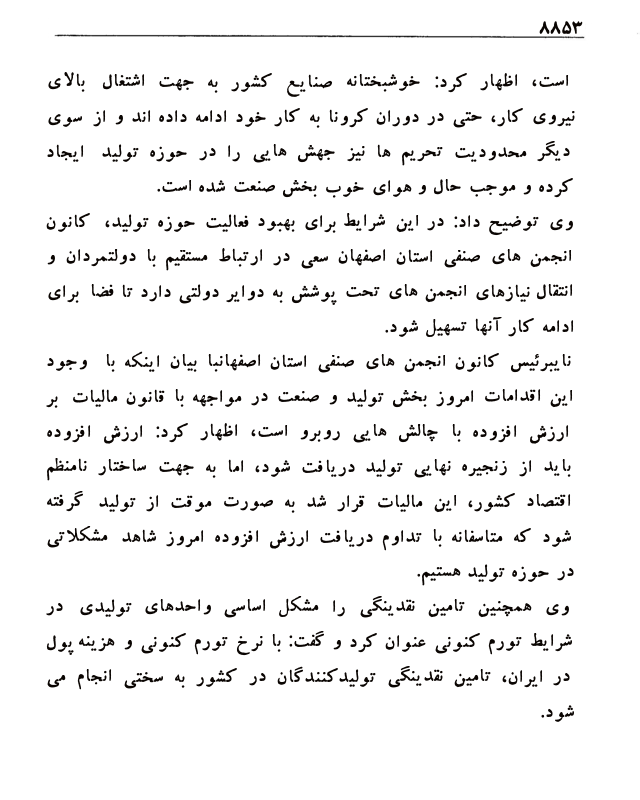 ۸۸۵۳
است، اظهار کرد: خوشبختانه صنایع کشور به جهت اشتغال بالای
نیروی کار، حتی در دوران کرونا به کار خود ادامه داده اند و از سوی
دیگر محدودیت تحریم ها نیز جهش هایی را در حوزه تولید ایجاد
کرده و موجب حال و هوای خوب بخش صنعت شده است.
وی توضیح داد: در این شرایط برای بهبود فعالیت حوزه تولید، کانون
انجمن های صنفی استان اصفهان سعی در ارتباط مستقیم با دولتمردان و
انتقال نیازهای انجمن های تحت پوشش به دوایر دولتی دارد تا فضا برای
ادامه کار آنها تسهیل شود.
نایبرئیس کانون انجمن های صنفی استان اصفهانبا بیان اینکه با وجود
این اقدامات امروز بخش تولید و صنعت در مواجهه با قانون مالیات بر
ارزش افزوده با چالش هایی روبرو است، اظهار کرد: ارزش افزوده
باید از زنجیره نهایی تولید دریافت شود، اما به جهت ساختار نامنظم
اقتصاد کشور، این مالیات قرار شد به صورت موقت از تولید گرفته
شود که متاسفانه با تداوم دریافت ارزش افزوده امروز شاهد مشکلاتی
در حوزه تولید هستیم.
وی همچنین تامین نقدینگی را مشکل اساسی واحدهای تولیدی در
شرایط تورم کنونی عنوان کرد و گفت: با نرخ تورم کنونی و هزینه پول
در ایران، تامین نقدینگی تولیدکنندگان در کشور به سختی انجام می
شود.